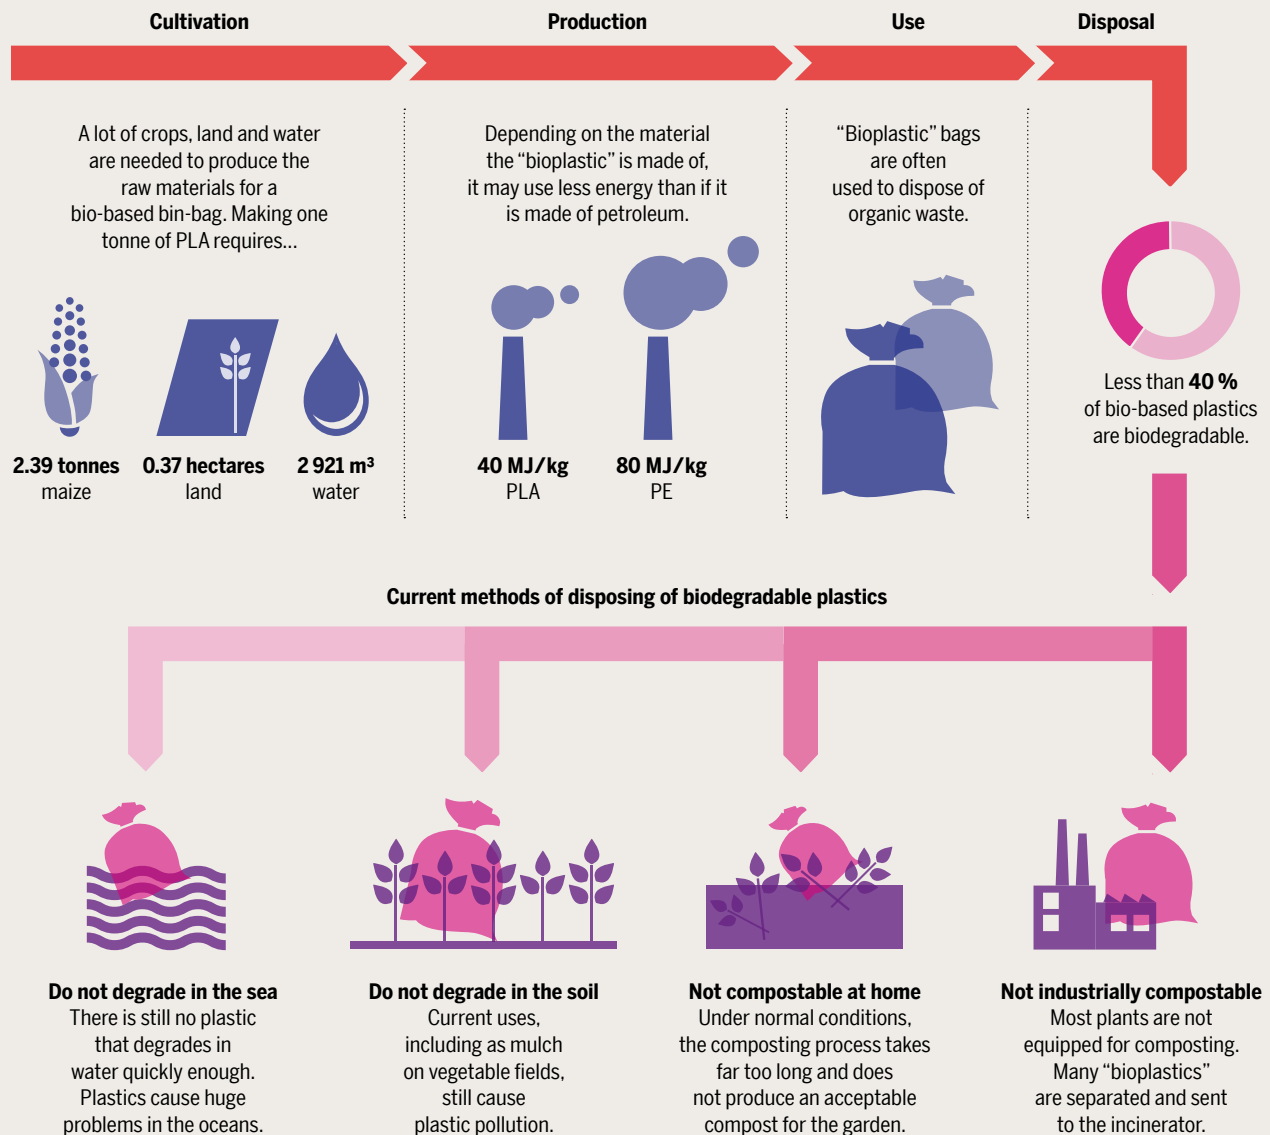 Cultivation
Production
Use
Disposal
A lot of crops, land and water
are needed to produce the
raw materials for a
bio-based bin-bag. Making one
tonne of PLA requires...
2.39 tonnes
maize
0.37 hectares
land
2 921 m³
water
Depending on the material
the “bioplastic” is made of,
it may use less energy than if it
is made of petroleum.
40 MJ/kg
PLA
80 MJ/kg
PE
“Bioplastic” bags
are often
used to dispose of
organic waste.
Less than 40 %
of bio-based plastics
are biodegradable.
Current methods of disposing of biodegradable plastics
Do not degrade in the sea
There is still no plastic
that degrades in
water quickly enough.
Plastics cause huge
problems in the oceans.
Do not degrade in the soil
Current uses,
including as mulch
on vegetable fields,
still cause
plastic pollution.
Not compostable at home
Under normal conditions,
the composting process takes
far too long and does
not produce an acceptable
compost for the garden.
Not industrially compostable
Most plants are not
equipped for composting.
Many “bioplastics”
are separated and sent
to the incinerator.